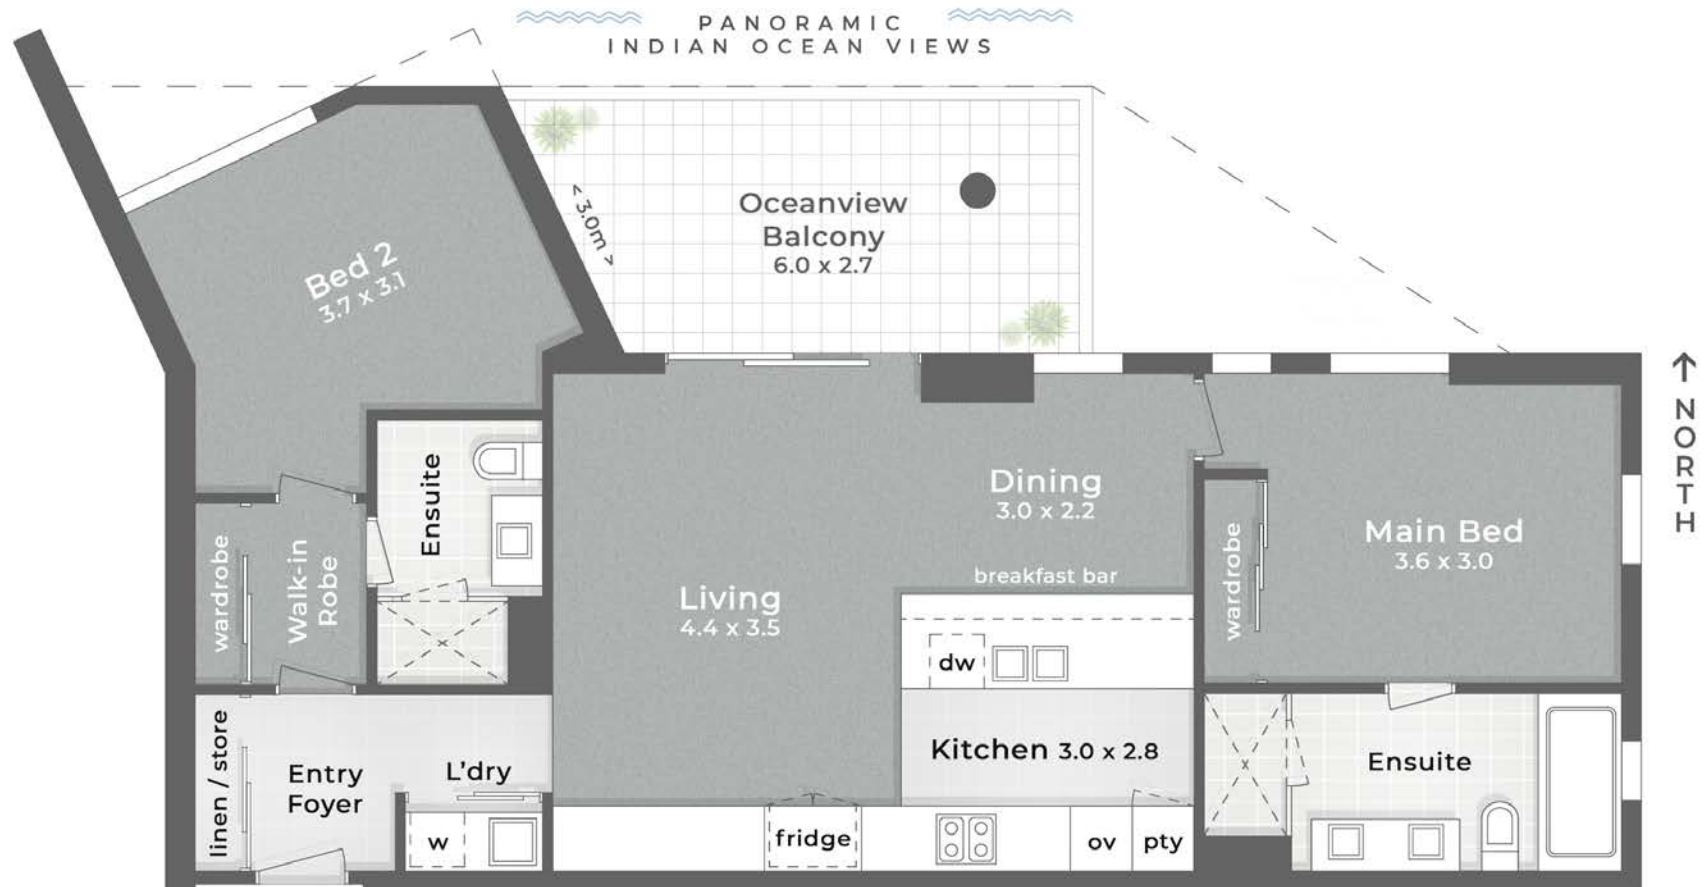 PANORAMIC
INDIAN OCEAN VIEWS
Bed 2
3.7 x 3.1
< 3.0m >
Oceanview
Balcony
6.0 x 2.7
↑ NORTH
Ensuite
wardrobe
Walk-in
Robe
Living
4.4 x 3.5
Dining
3.0 x 2.2
breakfast bar
wardrobe
Main Bed
3.6 x 3.0
dw
Kitchen 3.0 x 2.8
linen / store
Entry
Foyer
L'dry
w
fridge
ov
pty
Ensuite